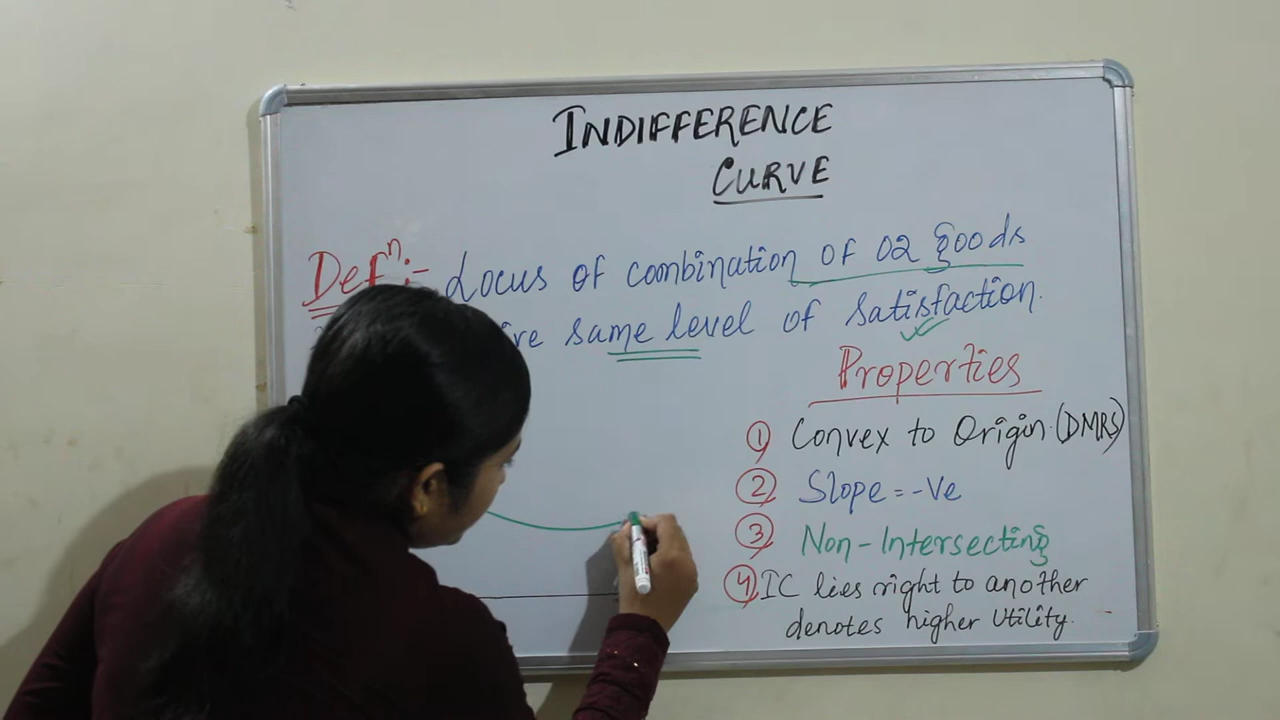 INDIFFERENCE
CURVE
Defn:- Locus of combination of 02 goods
same level of satisfaction.
Properties
1 Convex to Origin (DMRS)
2 Slope = -Ve
3 Non-Intersecting
4 IC lies right to another
denotes higher Utility.